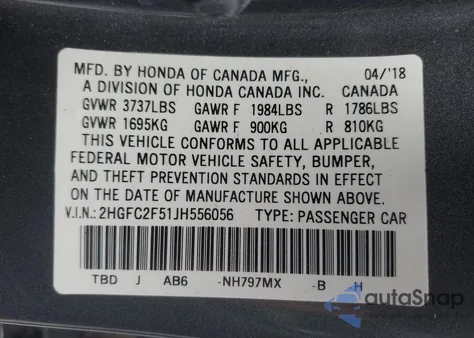 MFD. BY HONDA OF CANADA MFG., 04/'18
A DIVISION OF HONDA CANADA INC. CANADA
GVWR 3737LBS GAWR F 1984LBS R 1786LBS
GVWR 1695KG GAWR F 900KG R 810KG
THIS VEHICLE CONFORMS TO ALL APPLICABLE
FEDERAL MOTOR VEHICLE SAFETY, BUMPER,
AND THEFT PREVENTION STANDARDS IN EFFECT
ON THE DATE OF MANUFACTURE SHOWN ABOVE.
V.I.N.: 2HGFC2F51JH556056 TYPE: PASSENGER CAR
TBD J AB6 -NH797MX -B H
autoSnap